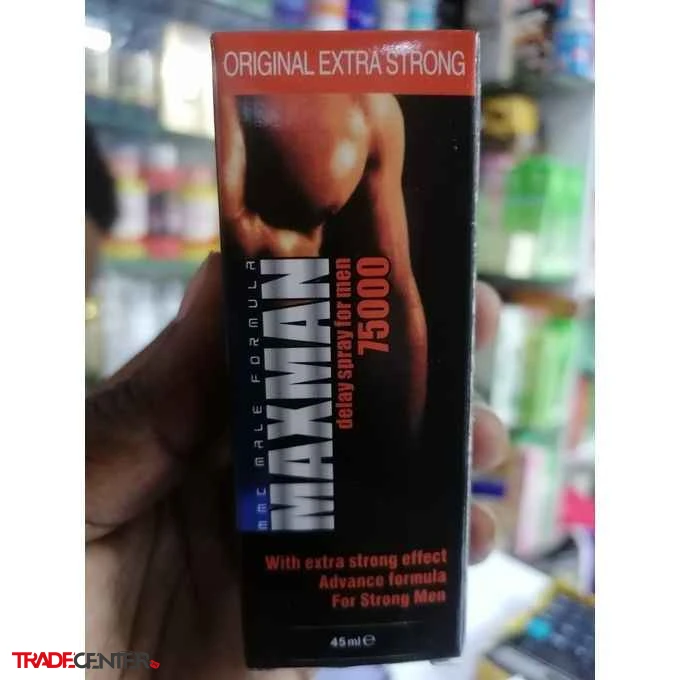 ORIGINAL EXTRA STRONG
MMC MALE FORMULA
MAXMAN
delay spray for men
75000
With extra strong effect
Advance formula
For Strong Men
45ml e
TRADECENTER